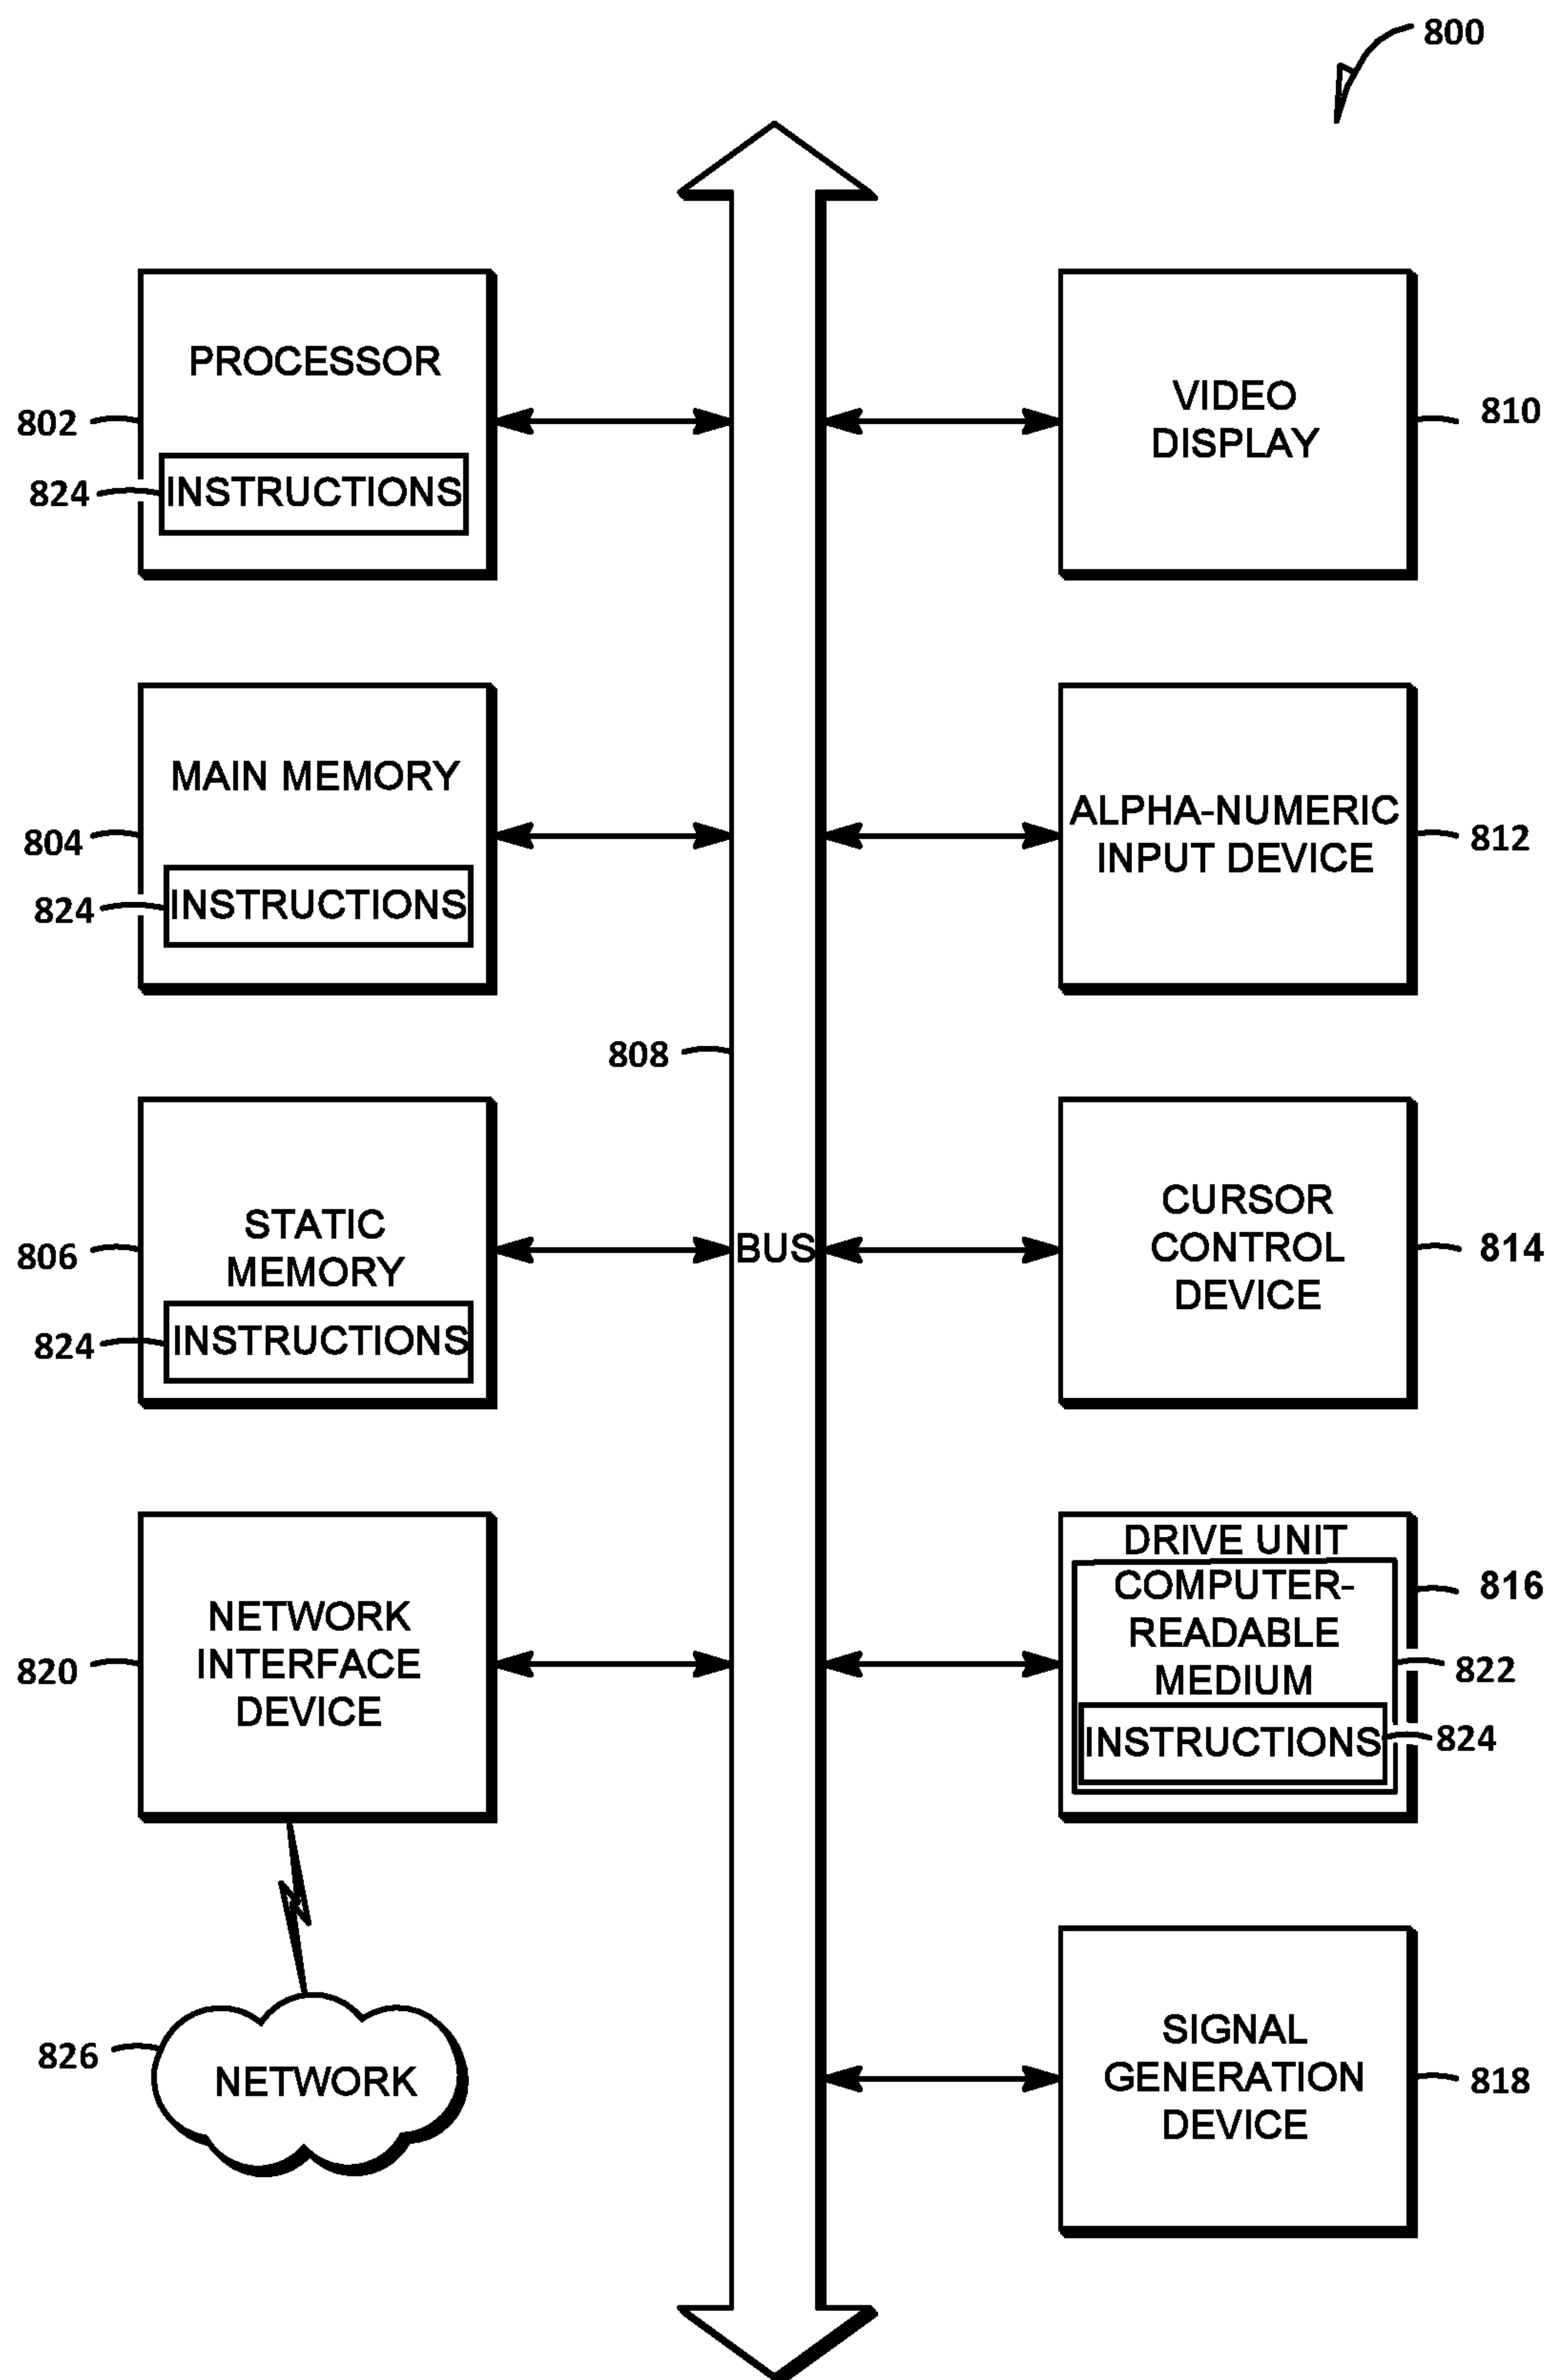 800
PROCESSOR
802
824
INSTRUCTIONS
VIDEO
DISPLAY
810
MAIN MEMORY
804
824
INSTRUCTIONS
ALPHA-NUMERIC
INPUT DEVICE
812
808
STATIC
MEMORY
806
824
INSTRUCTIONS
BUS
CURSOR
CONTROL
DEVICE
814
NETWORK
INTERFACE
DEVICE
820
DRIVE UNIT
COMPUTER-
READABLE
MEDIUM
816
822
INSTRUCTIONS
824
826
NETWORK
SIGNAL
GENERATION
DEVICE
818